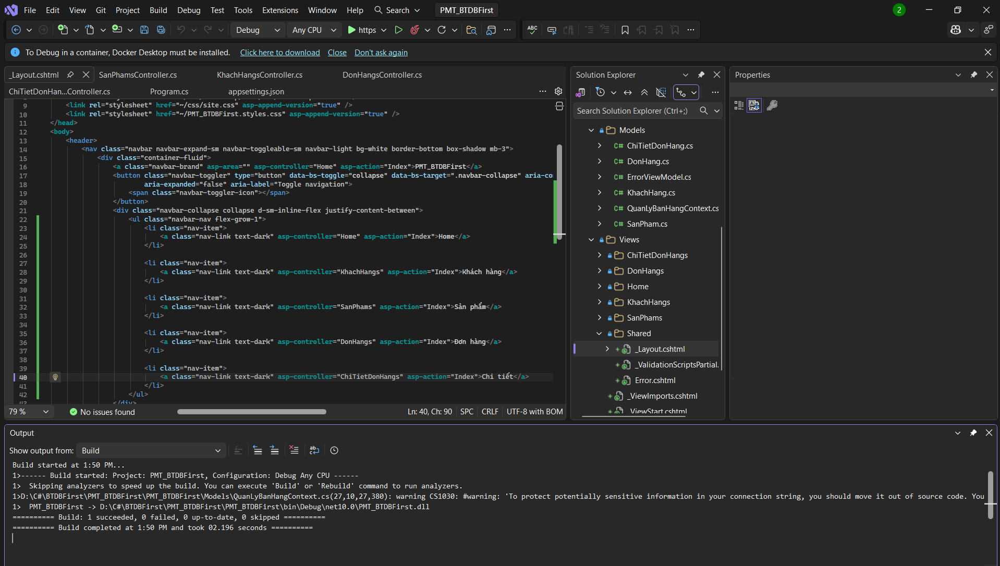 File Edit View Git Project Build Debug Test Tools Extensions Window Help Search PMT_BTDBFirst 2
Debug Any CPU https
To Debug in a container, Docker Desktop must be installed. Click here to download Close Don't ask again
_Layout.cshtml SanPhamsController.cs KhachHangsController.cs DonHangsController.cs
ChiTietDonHan...Controller.cs Program.cs appsettings.json
9 <link rel="stylesheet" href="~/css/site.css" asp-append-version="true" />
10 <link rel="stylesheet" href="~/PMT_BTDBFirst.styles.css" asp-append-version="true" />
11 </head>
12 <body>
13 <header>
14 <nav class="navbar navbar-expand-sm navbar-toggleable-sm navbar-light bg-white border-bottom box-shadow mb-3">
15 <div class="container-fluid">
16 <a class="navbar-brand" asp-area="" asp-controller="Home" asp-action="Index">PMT_BTDBFirst</a>
17 <button class="navbar-toggler" type="button" data-bs-toggle="collapse" data-bs-target=".navbar-collapse" aria-co
18 aria-expanded="false" aria-label="Toggle navigation">
19 <span class="navbar-toggler-icon"></span>
20 </button>
21 <div class="navbar-collapse collapse d-sm-inline-flex justify-content-between">
22 <ul class="navbar-nav flex-grow-1">
23 <li class="nav-item">
24 <a class="nav-link text-dark" asp-controller="Home" asp-action="Index">Home</a>
25 </li>
26
27 <li class="nav-item">
28 <a class="nav-link text-dark" asp-controller="KhachHangs" asp-action="Index">Khách hàng</a>
29 </li>
30
31 <li class="nav-item">
32 <a class="nav-link text-dark" asp-controller="SanPhams" asp-action="Index">Sản phẩm</a>
33 </li>
34
35 <li class="nav-item">
36 <a class="nav-link text-dark" asp-controller="DonHangs" asp-action="Index">Đơn hàng</a>
37 </li>
38
39 <li class="nav-item">
40 <a class="nav-link text-dark" asp-controller="ChiTietDonHangs" asp-action="Index">Chi tiết</a>
41 </li>
42 </ul>
43 </div>
79 % No issues found Ln: 40, Ch: 90 SPC CRLF UTF-8 with BOM
Solution Explorer
Search Solution Explorer (Ctrl+;)
Models
C# ChiTietDonHang.cs
C# DonHang.cs
C# ErrorViewModel.cs
C# KhachHang.cs
C# QuanLyBanHangContext.cs
C# SanPham.cs
Views
ChiTietDonHangs
DonHangs
Home
KhachHangs
SanPhams
Shared
_Layout.cshtml
_ValidationScriptsPartial.
Error.cshtml
_ViewImports.cshtml
_ViewStart.cshtml
Properties
Output
Show output from: Build
Build started at 1:50 PM...
1>------ Build started: Project: PMT_BTDBFirst, Configuration: Debug Any CPU ------
1> Skipping analyzers to speed up the build. You can execute 'Build' or 'Rebuild' command to run analyzers.
1>D:\C#\BTDBFirst\PMT_BTDBFirst\PMT_BTDBFirst\Models\QuanLyBanHangContext.cs(27,10,27,380): warning CS1030: #warning: 'To protect potentially sensitive information in your connection string, you should move it out of source code. You
1> PMT_BTDBFirst -> D:\C#\BTDBFirst\PMT_BTDBFirst\PMT_BTDBFirst\bin\Debug\net10.0\PMT_BTDBFirst.dll
========== Build: 1 succeeded, 0 failed, 0 up-to-date, 0 skipped ==========
========== Build completed at 1:50 PM and took 02.196 seconds ==========